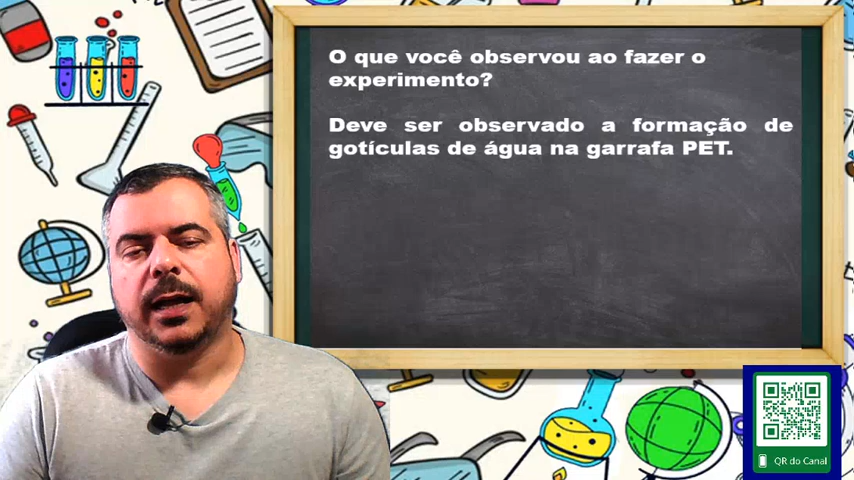 O que você observou ao fazer o
experimento?
Deve ser observado a formação de
gotículas de água na garrafa PET.
QR do Canal